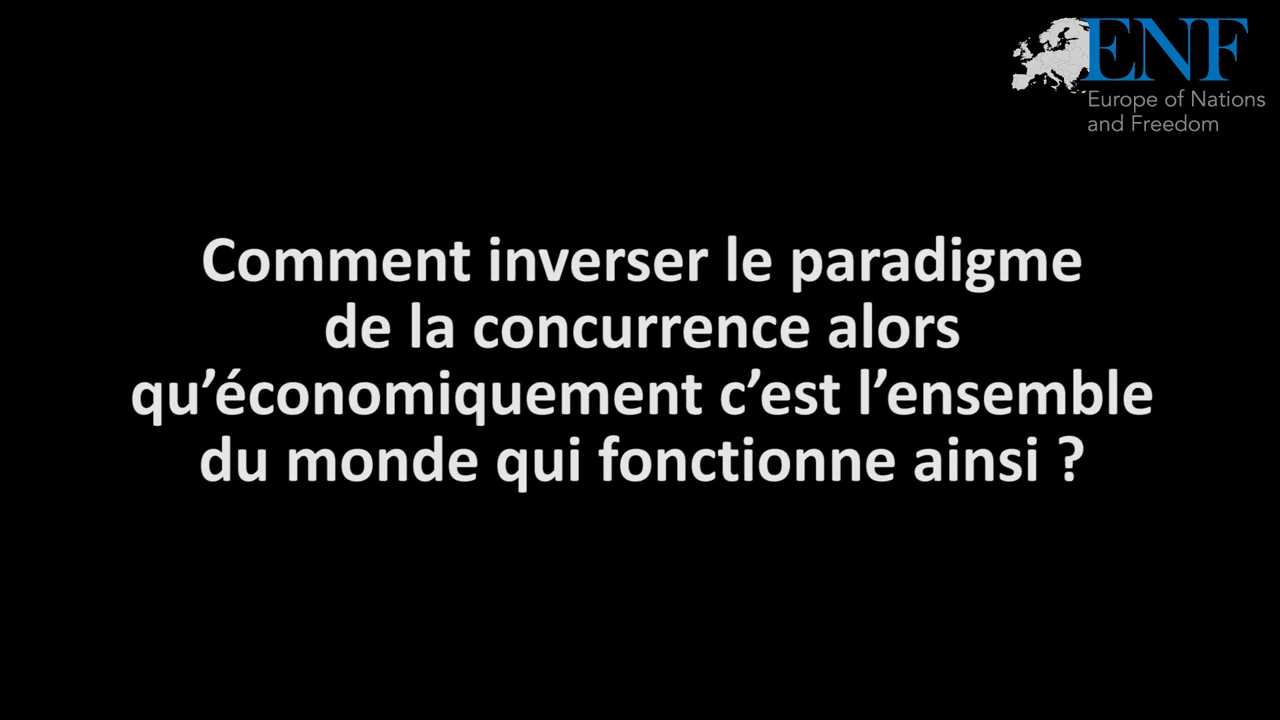 ENF
Europe of Nations
and Freedom
Comment inverser le paradigme
de la concurrence alors
qu’économiquement c’est l’ensemble
du monde qui fonctionne ainsi ?